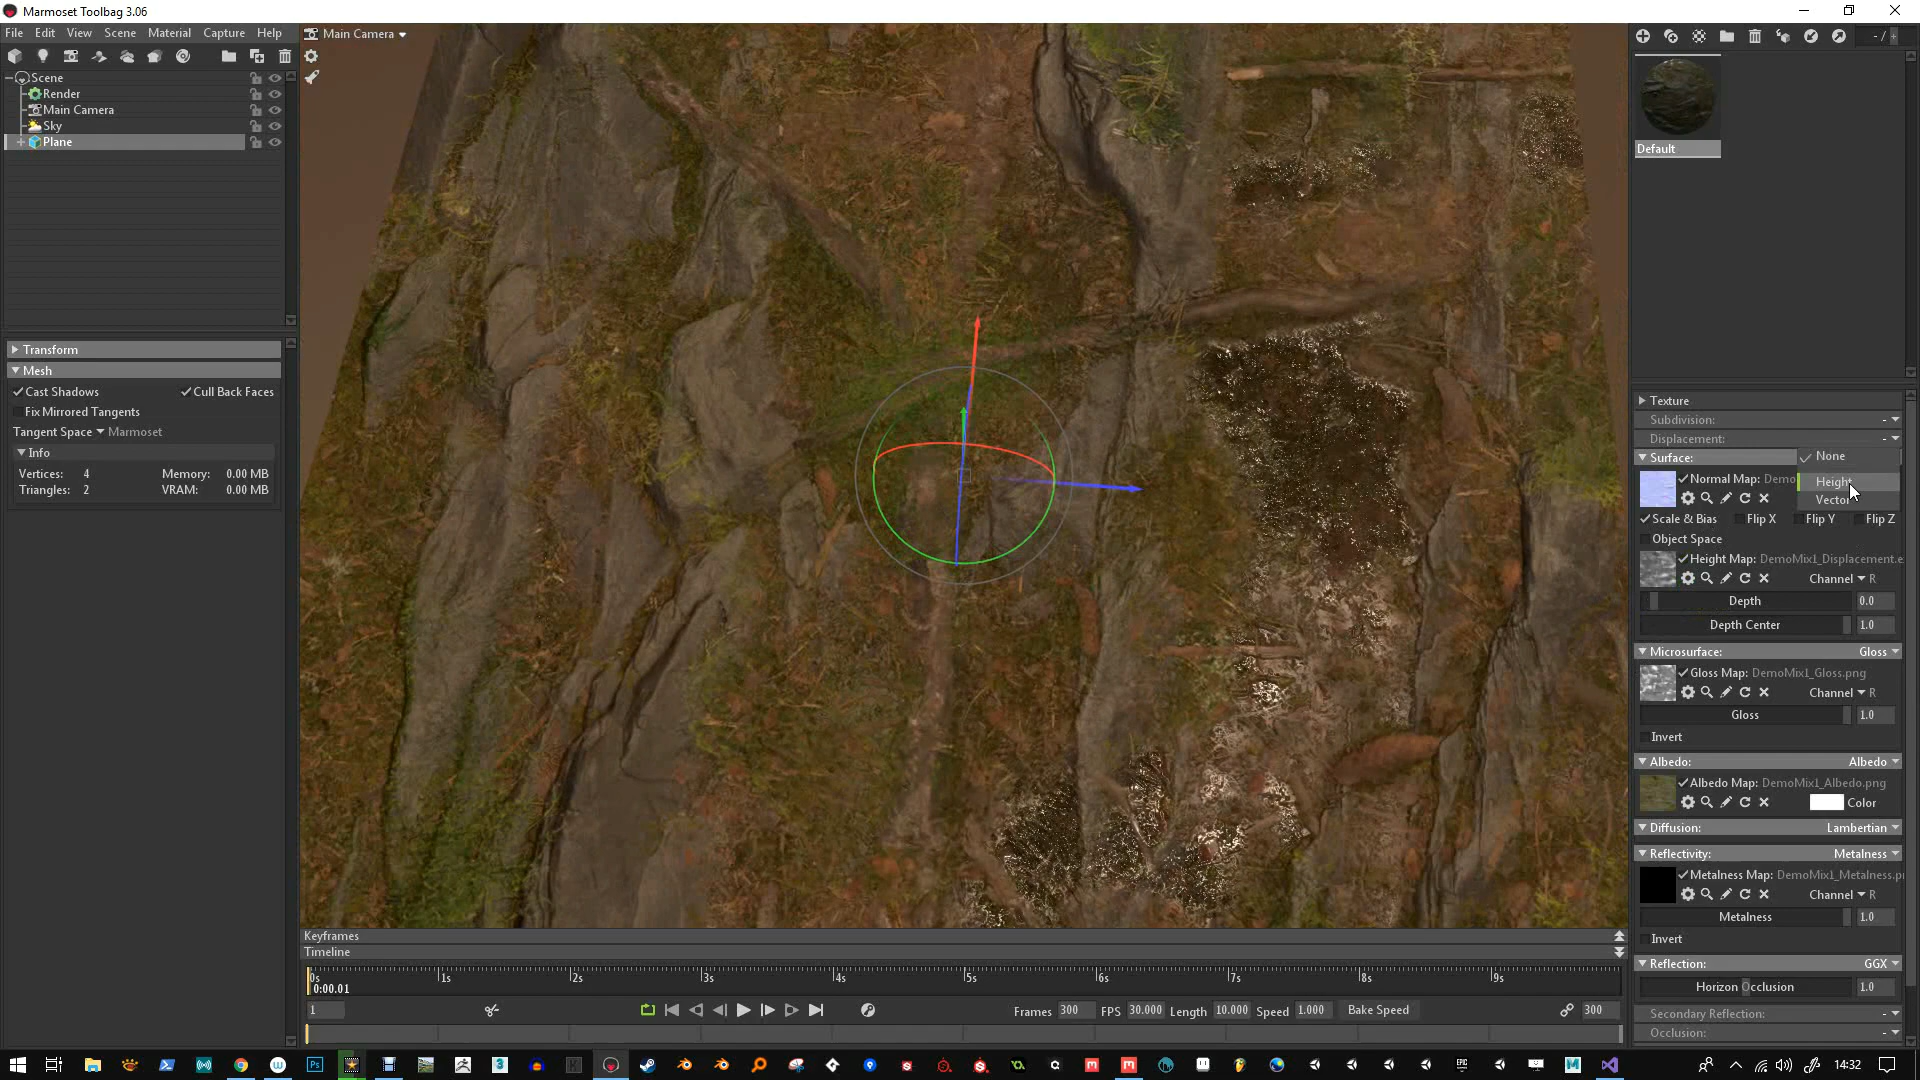 Marmoset Toolbag 3.06
File Edit View Scene Material Capture Help
Main Camera
- /
Scene
Render
Main Camera
Sky
Plane
Default
Transform
Mesh
Cast Shadows Cull Back Faces
Fix Mirrored Tangents
Tangent Space Marmoset
Info
Vertices: 4 Memory: 0.00 MB
Triangles: 2 VRAM: 0.00 MB
Texture
Subdivision: -
Displacement: -
Surface:
None
Height
Vector
Normal Map: Demo
Scale & Bias Flip X Flip Y Flip Z
Object Space
Height Map: DemoMix1_Displacement.e
Channel R
Depth 0.0
Depth Center 1.0
Microsurface: Gloss
Gloss Map: DemoMix1_Gloss.png
Channel R
Gloss 1.0
Invert
Albedo: Albedo
Albedo Map: DemoMix1_Albedo.png
Color
Diffusion: Lambertian
Reflectivity: Metalness
Metalness Map: DemoMix1_Metalness.p
Channel R
Metalness 1.0
Invert
Reflection: GGX
Horizon Occlusion 1.0
Secondary Reflection: -
Occlusion: -
Keyframes
Timeline
0s 1s 2s 3s 4s 5s 6s 7s 8s 9s
0:00.01
1 Frames 300 FPS 30.000 Length 10.000 Speed 1.000 Bake Speed 300
14:32